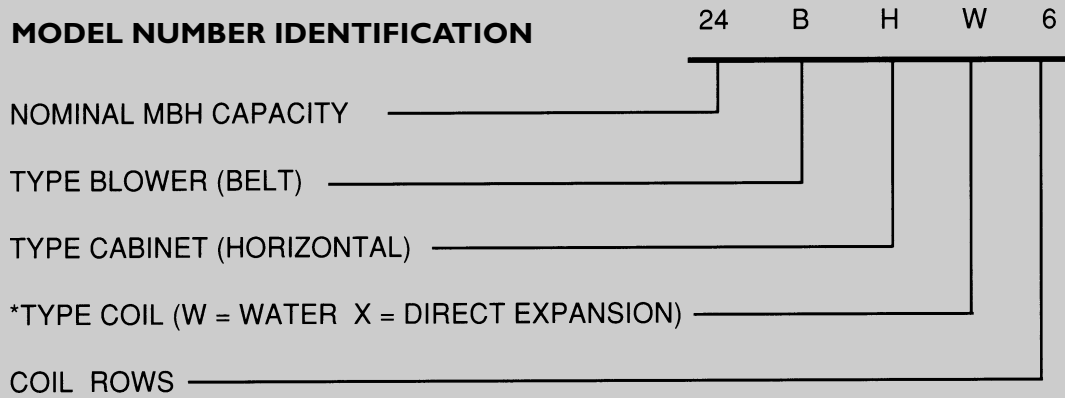 24 B H W 6
MODEL NUMBER IDENTIFICATION
NOMINAL MBH CAPACITY
TYPE BLOWER (BELT)
TYPE CABINET (HORIZONTAL)
*TYPE COIL (W = WATER X = DIRECT EXPANSION)
COIL ROWS